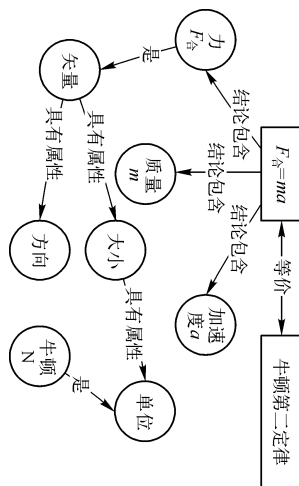 F合=ma
等价
牛顿第二定律
结论包含
结论包含
结论包含
力
F合
质量
m
加速
度a
是
矢量
具有属性
具有属性
方向
大小
具有属性
单位
牛顿
N
是